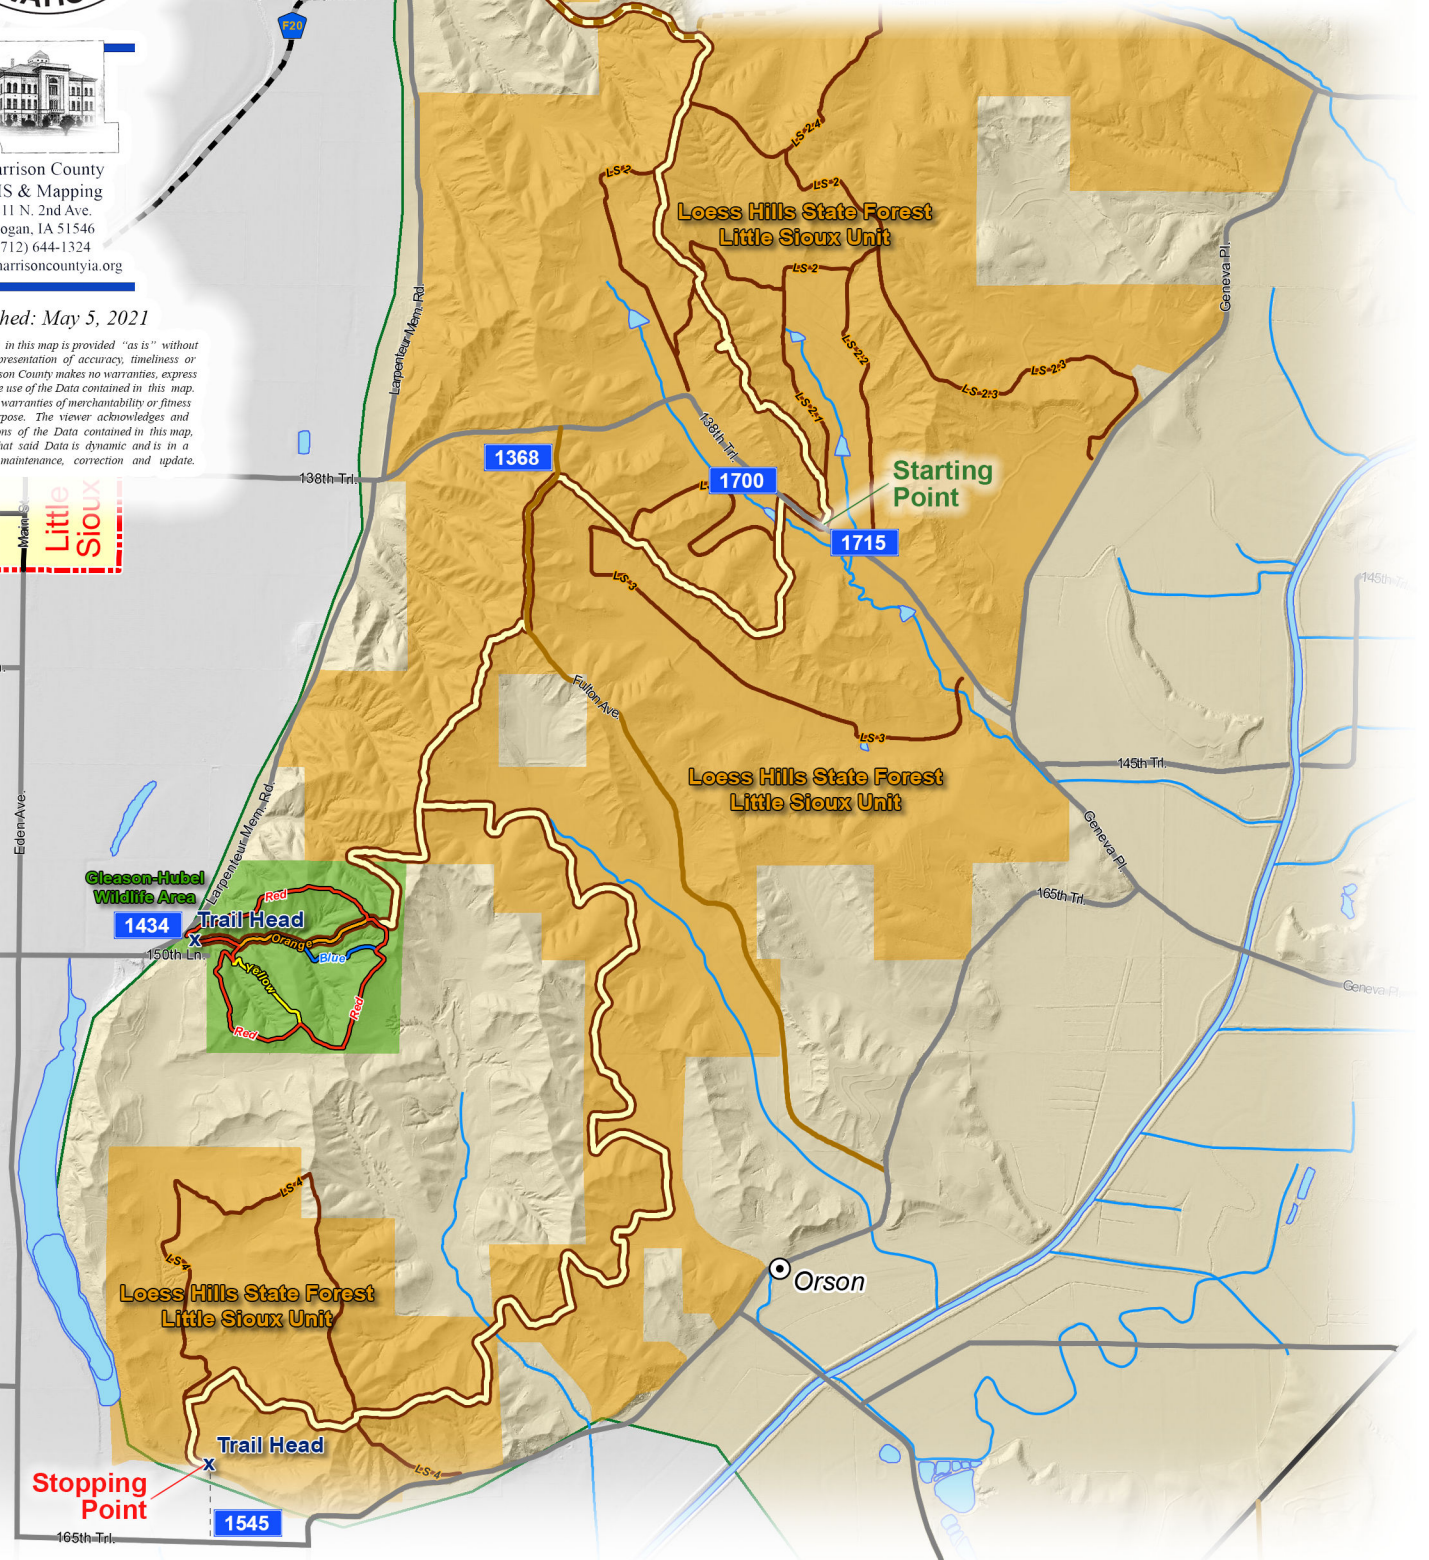 F20
Harrison County
GIS & Mapping
11 N. 2nd Ave.
Logan, IA 51546
(712) 644-1324
harrisoncountyia.org
hed: May 5, 2021
in this map is provided "as is" without
presentation of accuracy, timeliness or
son County makes no warranties, express
e use of the Data contained in this map.
warranties of merchantability or fitness
rpose. The viewer acknowledges and
ons of the Data contained in this map,
hat said Data is dynamic and is in a
maintenance, correction and update.
Larpenteur Mem. Rd.
138th Trl.
Little
Sioux
Main St
Eden Ave.
LS-2
LS-2.4
LS-2
Loess Hills State Forest
Little Sioux Unit
LS-2
LS-2.2
LS-2.3
LS-2.3
LS-2.1
Geneva Pl.
138th Trl.
1368
1700
Starting
Point
1715
LS-3
Fulton Ave.
LS-3
Loess Hills State Forest
Little Sioux Unit
145th Trl.
145th Trl.
Geneva Pl.
165th Trl.
Geneva Pl.
Larpenteur Mem. Rd.
Gleason-Hubel
Wildlife Area
1434
Trail Head
x
150th Ln.
Red
Orange
Blue
Yellow
Red
Red
LS-4
LS-4
Loess Hills State Forest
Little Sioux Unit
Orson
Trail Head
x
Stopping
Point
LS-4
1545
165th Trl.